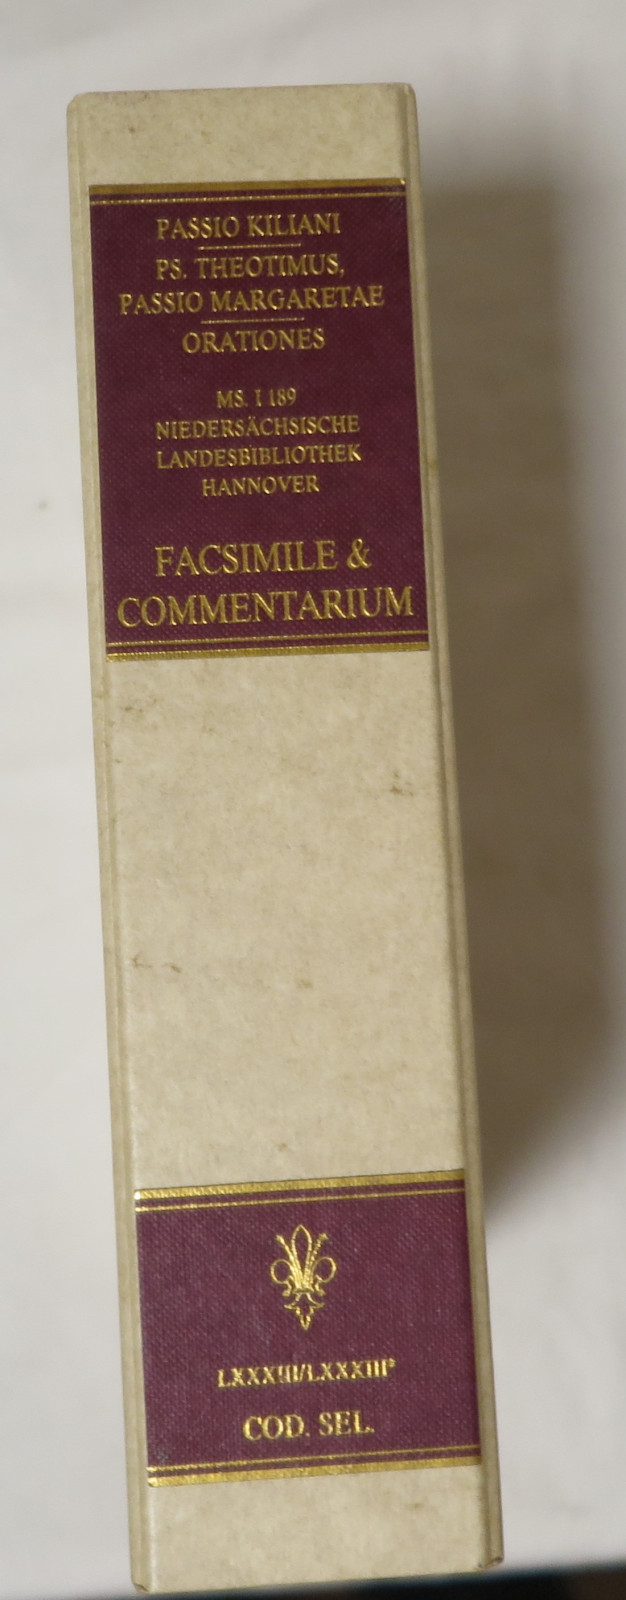 PASSIO KILIANI
PS. THEOTIMUS,
PASSIO MARGARETAE
ORATIONES
MS. I 189
NIEDERSÄCHSISCHE
LANDESBIBLIOTHEK
HANNOVER
FACSIMILE &
COMMENTARIUM
LXXXIII/LXXXIII*
COD. SEL.